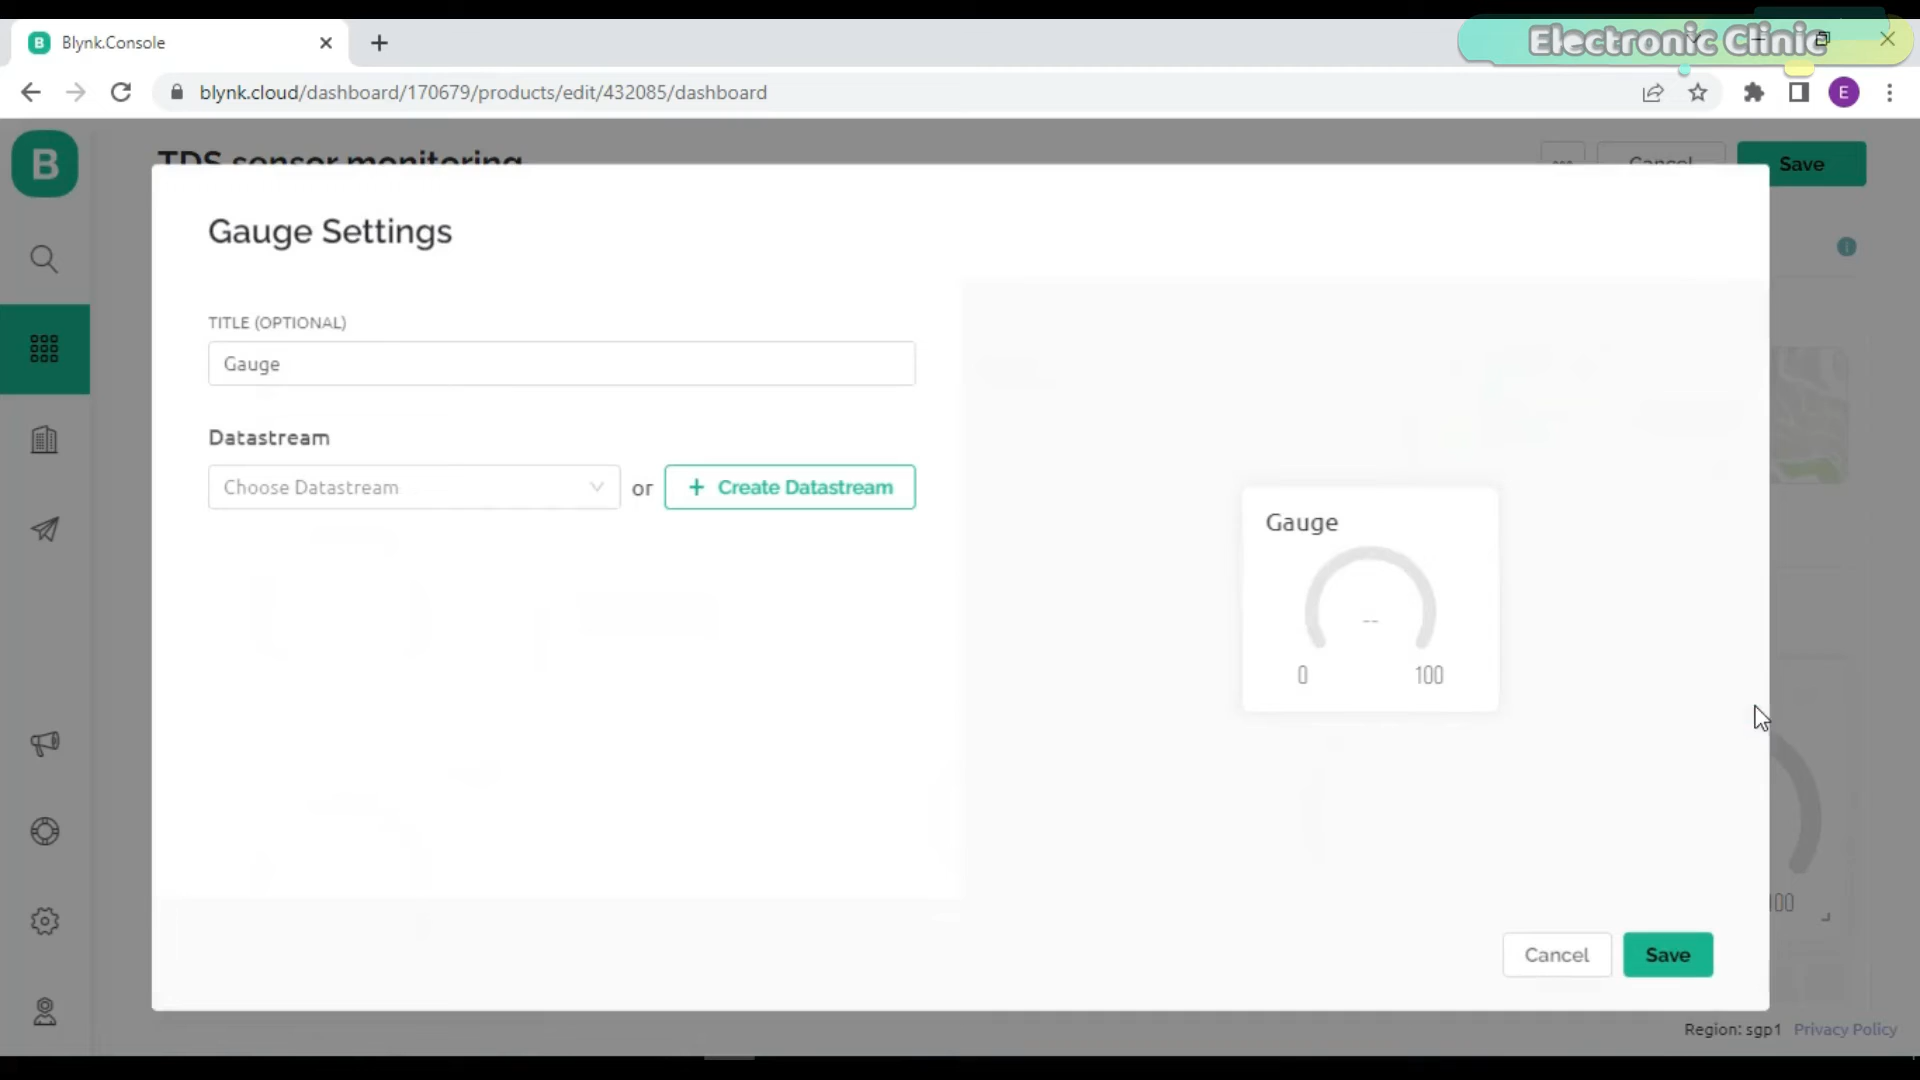 Blynk.Console
Electronic Clinic
blynk.cloud/dashboard/170679/products/edit/432085/dashboard
E
B
TDS sensor monitoring
Cancel
Save
Gauge Settings
TITLE (OPTIONAL)
Gauge
Datastream
Choose Datastream
or
+ Create Datastream
Gauge
--
0
100
100
Cancel
Save
Region: sgp1
Privacy Policy